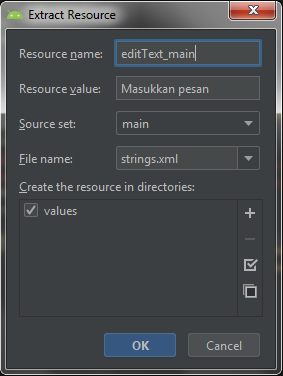 Extract Resource
Resource name: editText_main
Resource value: Masukkan pesan
Source set: main
File name: strings.xml
Create the resource in directories:
values
OK Cancel